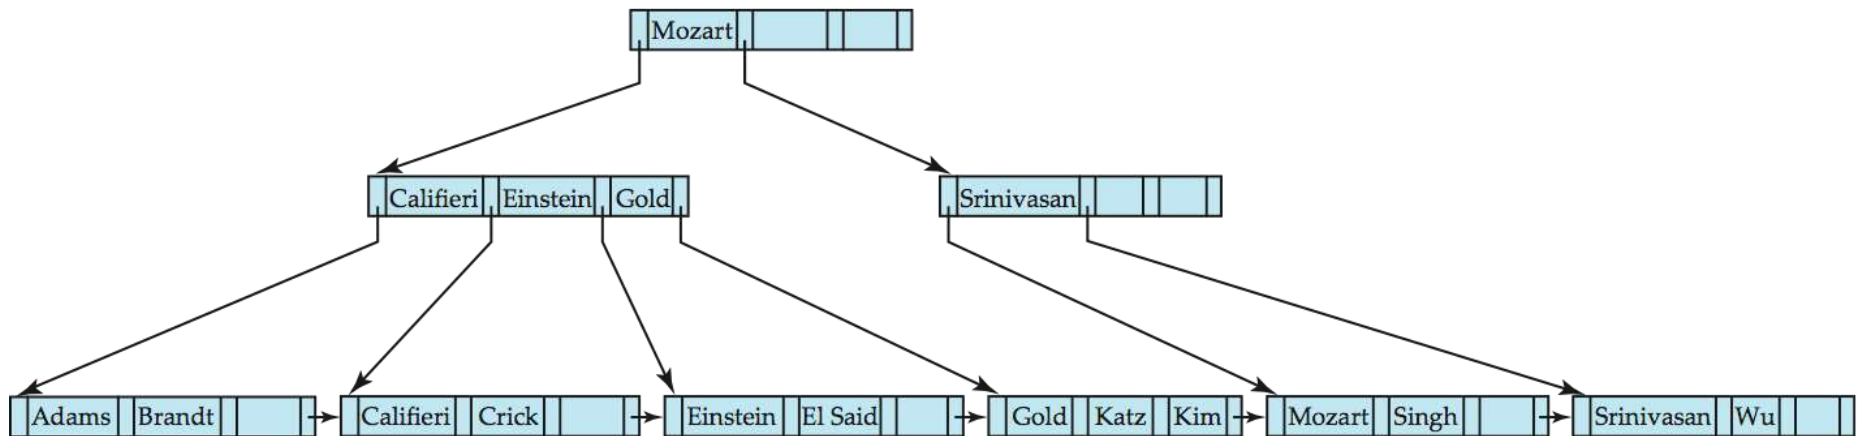 Mozart
Califieri Einstein Gold Srinivasan
Adams Brandt Califieri Crick Einstein El Said Gold Katz Kim Mozart Singh Srinivasan Wu